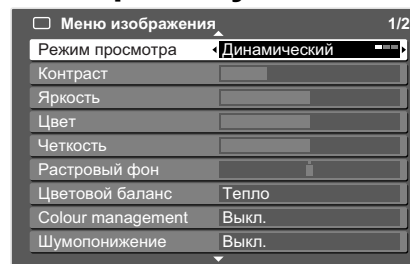 Меню изображения 1/2
Режим просмотра Динамический
Контраст
Яркость
Цвет
Четкость
Растровый фон
Цветовой баланс Тепло
Colour management Выкл.
Шумопонижение Выкл.